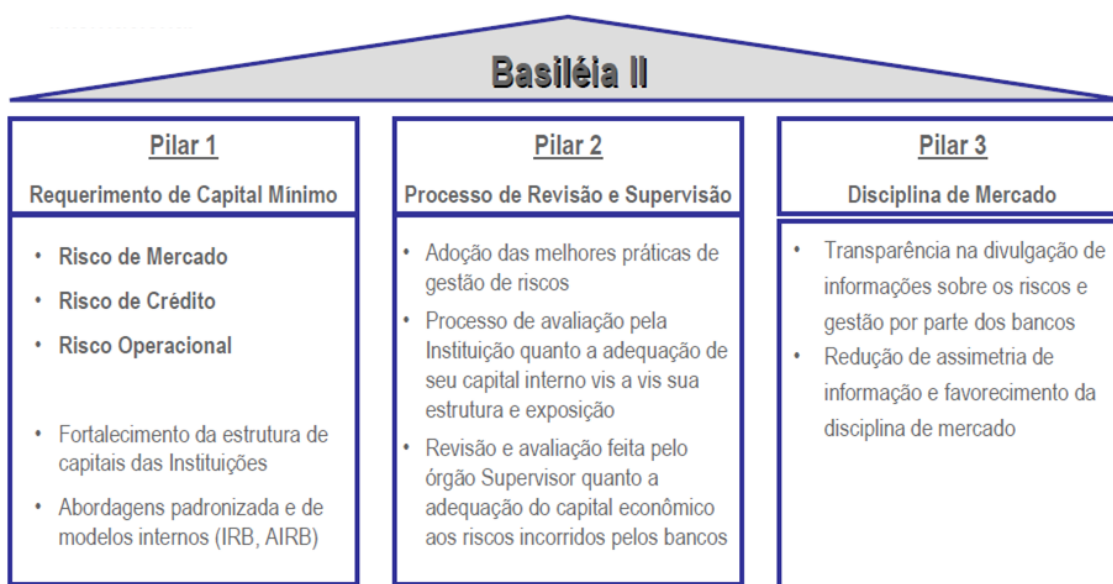 Basiléia II
Pilar 1
Requerimento de Capital Mínimo
• Risco de Mercado
• Risco de Crédito
• Risco Operacional
• Fortalecimento da estrutura de
capitais das Instituições
• Abordagens padronizada e de
modelos internos (IRB, AIRB)
Pilar 2
Processo de Revisão e Supervisão
• Adoção das melhores práticas de
gestão de riscos
• Processo de avaliação pela
Instituição quanto a adequação de
seu capital interno vis a vis sua
estrutura e exposição
• Revisão e avaliação feita pelo
órgão Supervisor quanto a
adequação do capital econômico
aos riscos incorridos pelos bancos
Pilar 3
Disciplina de Mercado
• Transparência na divulgação de
informações sobre os riscos e
gestão por parte dos bancos
• Redução de assimetria de
informação e favorecimento da
disciplina de mercado